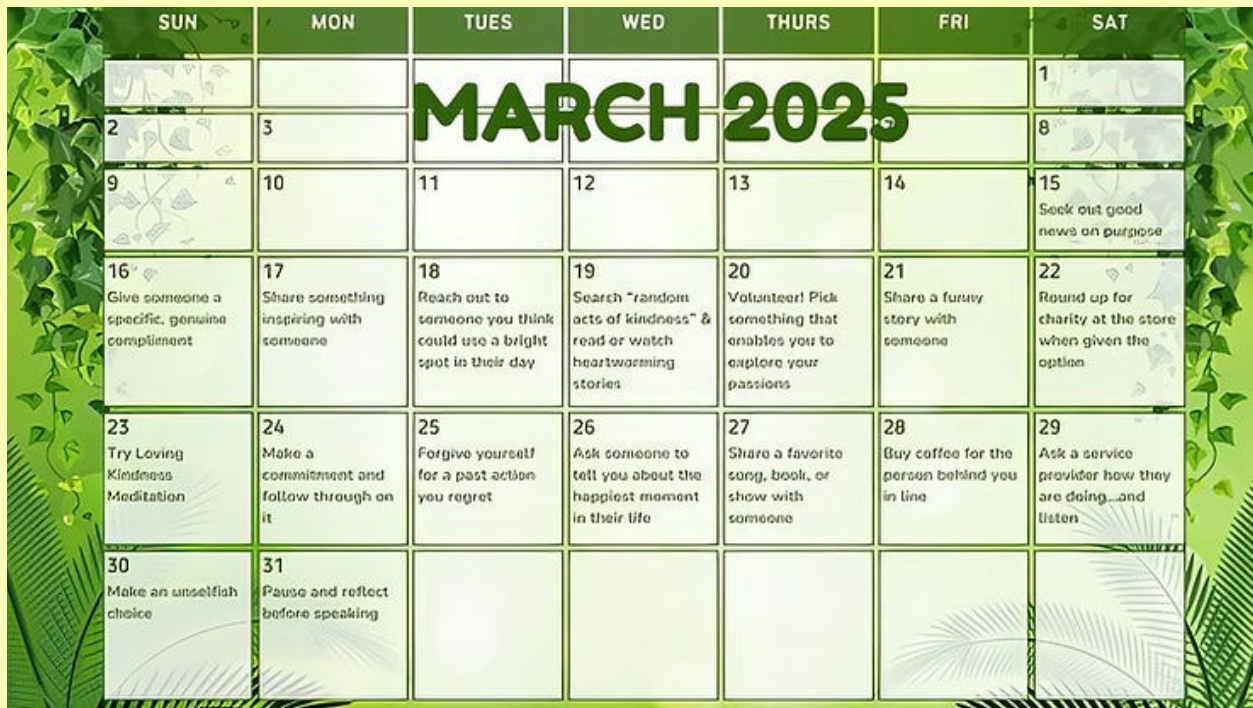 SUN MON TUES WED THURS FRI SAT
MARCH 2025
1
2 3 8
9 10 11 12 13 14 15
Seek out good
news on purpose
16
Give someone a
specific, genuine
compliment
17
Share something
inspiring with
someone
18
Reach out to
someone you think
could use a bright
spot in their day
19
Search "random
acts of kindness" &
read or watch
heartwarming
stories
20
Volunteer! Pick
something that
enables you to
explore your
passions
21
Share a funny
story with
someone
22
Round up for
charity at the store
when given the
option
23
Try Loving
Kindness
Meditation
24
Make a
commitment and
follow through on
it
25
Forgive yourself
for a past action
you regret
26
Ask someone to
tell you about the
happiest moment
in their life
27
Share a favorite
song, book, or
show with
someone
28
Buy coffee for the
person behind you
in line
29
Ask a service
provider how they
are doing...and
listen
30
Make an unselfish
choice
31
Pause and reflect
before speaking